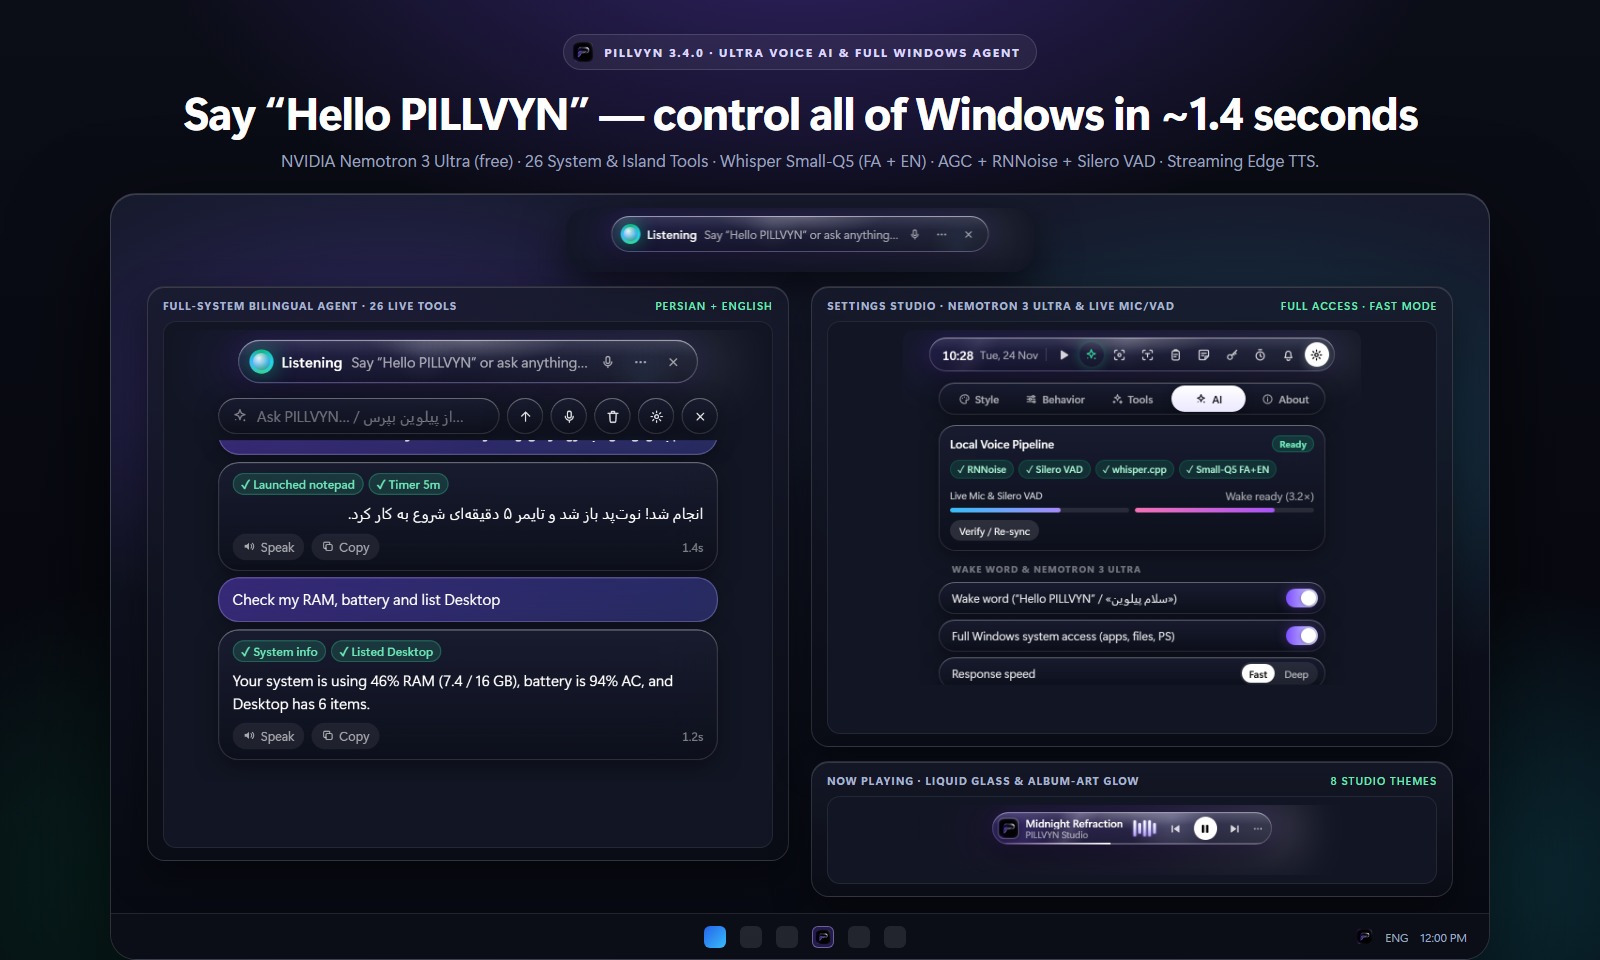 PILLVYN 3.4.0 · ULTRA VOICE AI & FULL WINDOWS AGENT
Say “Hello PILLVYN” — control all of Windows in ~1.4 seconds
NVIDIA Nemotron 3 Ultra (free) · 26 System & Island Tools · Whisper Small-Q5 (FA + EN) · AGC + RNNoise + Silero VAD · Streaming Edge TTS.
Listening Say “Hello PILLVYN” or ask anything...
FULL-SYSTEM BILINGUAL AGENT · 26 LIVE TOOLS PERSIAN + ENGLISH
Listening Say “Hello PILLVYN” or ask anything...
Ask PILLVYN... / از پیلوین بپرس...
✓ Launched notepad ✓ Timer 5m
انجام شد! نوت‌پد باز شد و تایمر ۵ دقیقه‌ای شروع به کار کرد.
Speak Copy 1.4s
Check my RAM, battery and list Desktop
✓ System info ✓ Listed Desktop
Your system is using 46% RAM (7.4 / 16 GB), battery is 94% AC, and
Desktop has 6 items.
Speak Copy 1.2s
SETTINGS STUDIO · NEMOTRON 3 ULTRA & LIVE MIC/VAD FULL ACCESS · FAST MODE
10:28 Tue, 24 Nov
Style Behavior Tools AI About
Local Voice Pipeline Ready
✓ RNNoise ✓ Silero VAD ✓ whisper.cpp ✓ Small-Q5 FA+EN
Live Mic & Silero VAD Wake ready (3.2×)
Verify / Re-sync
WAKE WORD & NEMOTRON 3 ULTRA
Wake word (“Hello PILLVYN” / «سلام پیلوین»)
Full Windows system access (apps, files, PS)
Response speed Fast Deep
NOW PLAYING · LIQUID GLASS & ALBUM-ART GLOW 8 STUDIO THEMES
Midnight Refraction
PILLVYN Studio
ENG 12:00 PM